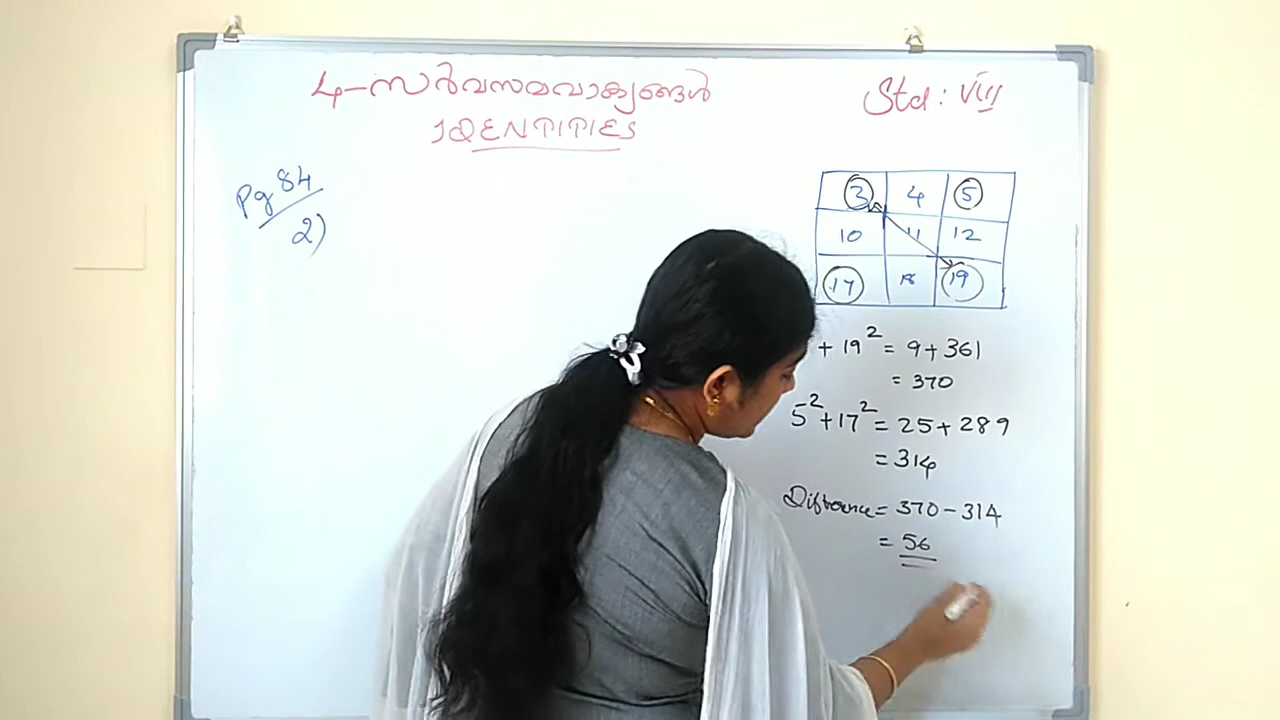 4-സർവസമവാക്യങ്ങൾ
IDENTITIES
Std: VIII
Pg 84
2)
3 4 5
10 11 12
17 18 19
+ 19² = 9 + 361
= 370
5² + 17² = 25 + 289
= 314
Difference = 370 - 314
= 56